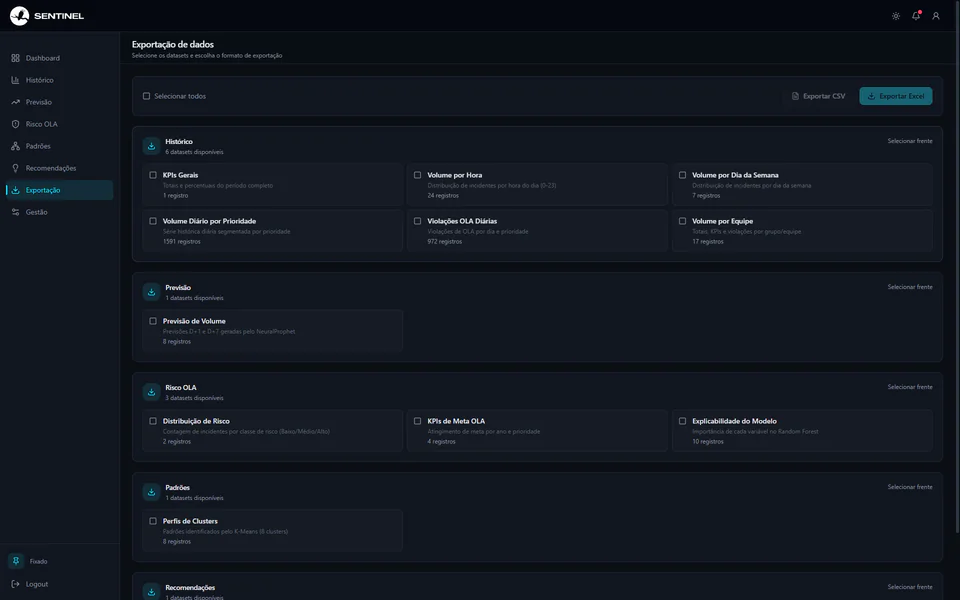 SENTINEL
Dashboard
Histórico
Previsão
Risco OLA
Padrões
Recomendações
Exportação
Gestão
Fixado
Logout
Exportação de dados
Selecione os datasets e escolha o formato de exportação
Selecionar todos
Exportar CSV
Exportar Excel
Histórico
Selecionar frente
6 datasets disponíveis
KPIs Gerais
Totais e percentuais do período completo
1 registro
Volume por Hora
Distribuição de incidentes por hora do dia (0-23)
24 registros
Volume por Dia da Semana
Distribuição de incidentes por dia da semana
7 registros
Volume Diário por Prioridade
Série histórica diária segmentada por prioridade
1591 registros
Violações OLA Diárias
Violações de OLA por dia e prioridade
972 registros
Volume por Equipe
Totais, KPIs e violações por grupo/equipe
17 registros
Previsão
Selecionar frente
1 datasets disponíveis
Previsão de Volume
Previsões D+1 a D+7 geradas pelo NeuralProphet
8 registros
Risco OLA
Selecionar frente
3 datasets disponíveis
Distribuição de Risco
Contagem de incidentes por classe de risco (Baixo/Médio/Alto)
2 registros
KPIs de Meta OLA
Atingimento de meta por ano e prioridade
4 registros
Explicabilidade do Modelo
Importância de cada variável no Random Forest
10 registros
Padrões
Selecionar frente
1 datasets disponíveis
Perfis de Clusters
Padrões identificados pelo K-Means (8 clusters)
8 registros
Recomendações
Selecionar frente
1 datasets disponíveis